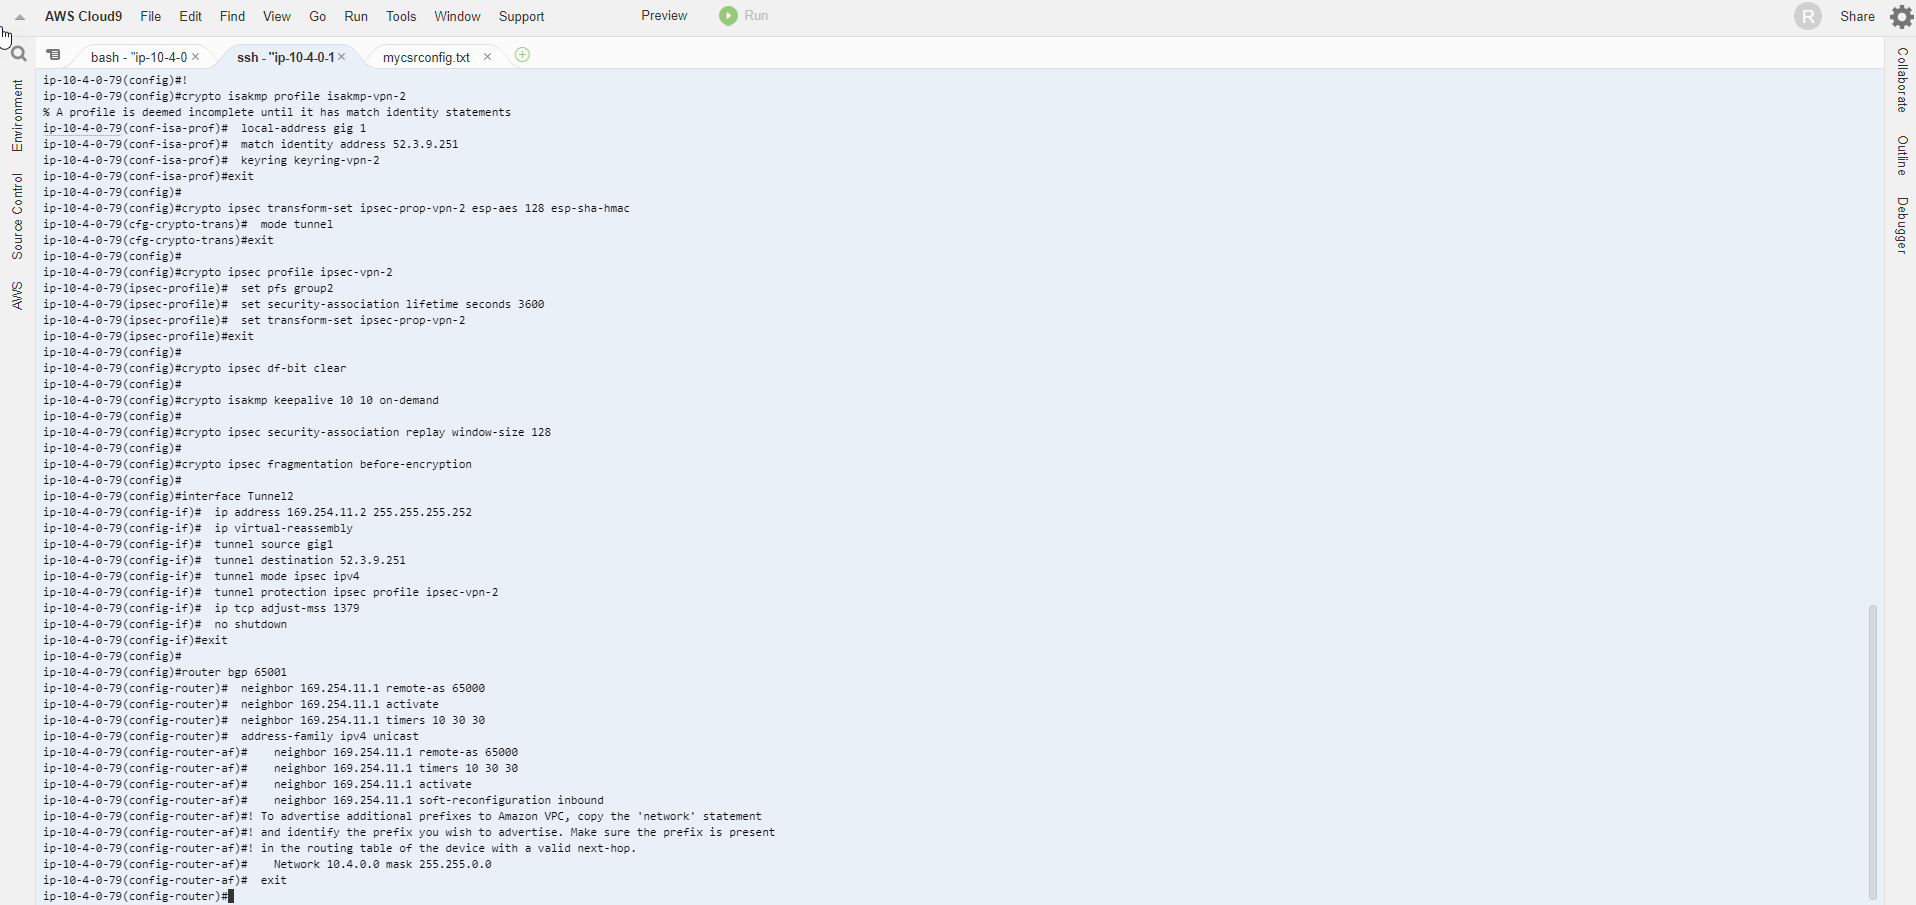 AWS Cloud9 File Edit Find View Go Run Tools Window Support Preview Run R Share
bash - "ip-10-4-0 × ssh - "ip-10-4-0-1 × mycsrconfig.txt ×
Environment
Source Control
AWS
ip-10-4-0-79(config)#!
ip-10-4-0-79(config)#crypto isakmp profile isakmp-vpn-2
% A profile is deemed incomplete until it has match identity statements
ip-10-4-0-79(conf-isa-prof)#  local-address gig 1
ip-10-4-0-79(conf-isa-prof)#  match identity address 52.3.9.251
ip-10-4-0-79(conf-isa-prof)#  keyring keyring-vpn-2
ip-10-4-0-79(conf-isa-prof)#exit
ip-10-4-0-79(config)#
ip-10-4-0-79(config)#crypto ipsec transform-set ipsec-prop-vpn-2 esp-aes 128 esp-sha-hmac
ip-10-4-0-79(cfg-crypto-trans)#  mode tunnel
ip-10-4-0-79(cfg-crypto-trans)#exit
ip-10-4-0-79(config)#
ip-10-4-0-79(config)#crypto ipsec profile ipsec-vpn-2
ip-10-4-0-79(ipsec-profile)#  set pfs group2
ip-10-4-0-79(ipsec-profile)#  set security-association lifetime seconds 3600
ip-10-4-0-79(ipsec-profile)#  set transform-set ipsec-prop-vpn-2
ip-10-4-0-79(ipsec-profile)#exit
ip-10-4-0-79(config)#
ip-10-4-0-79(config)#crypto ipsec df-bit clear
ip-10-4-0-79(config)#
ip-10-4-0-79(config)#crypto isakmp keepalive 10 10 on-demand
ip-10-4-0-79(config)#
ip-10-4-0-79(config)#crypto ipsec security-association replay window-size 128
ip-10-4-0-79(config)#
ip-10-4-0-79(config)#crypto ipsec fragmentation before-encryption
ip-10-4-0-79(config)#
ip-10-4-0-79(config)#interface Tunnel2
ip-10-4-0-79(config-if)#  ip address 169.254.11.2 255.255.255.252
ip-10-4-0-79(config-if)#  ip virtual-reassembly
ip-10-4-0-79(config-if)#  tunnel source gig1
ip-10-4-0-79(config-if)#  tunnel destination 52.3.9.251
ip-10-4-0-79(config-if)#  tunnel mode ipsec ipv4
ip-10-4-0-79(config-if)#  tunnel protection ipsec profile ipsec-vpn-2
ip-10-4-0-79(config-if)#  ip tcp adjust-mss 1379
ip-10-4-0-79(config-if)#  no shutdown
ip-10-4-0-79(config-if)#exit
ip-10-4-0-79(config)#
ip-10-4-0-79(config)#router bgp 65001
ip-10-4-0-79(config-router)#  neighbor 169.254.11.1 remote-as 65000
ip-10-4-0-79(config-router)#  neighbor 169.254.11.1 activate
ip-10-4-0-79(config-router)#  neighbor 169.254.11.1 timers 10 30 30
ip-10-4-0-79(config-router)#  address-family ipv4 unicast
ip-10-4-0-79(config-router-af)#    neighbor 169.254.11.1 remote-as 65000
ip-10-4-0-79(config-router-af)#    neighbor 169.254.11.1 timers 10 30 30
ip-10-4-0-79(config-router-af)#    neighbor 169.254.11.1 activate
ip-10-4-0-79(config-router-af)#    neighbor 169.254.11.1 soft-reconfiguration inbound
ip-10-4-0-79(config-router-af)#! To advertise additional prefixes to Amazon VPC, copy the 'network' statement
ip-10-4-0-79(config-router-af)#! and identify the prefix you wish to advertise. Make sure the prefix is present
ip-10-4-0-79(config-router-af)#! in the routing table of the device with a valid next-hop.
ip-10-4-0-79(config-router-af)#    Network 10.4.0.0 mask 255.255.0.0
ip-10-4-0-79(config-router-af)#  exit
ip-10-4-0-79(config-router)#
Collaborate
Outline
Debugger